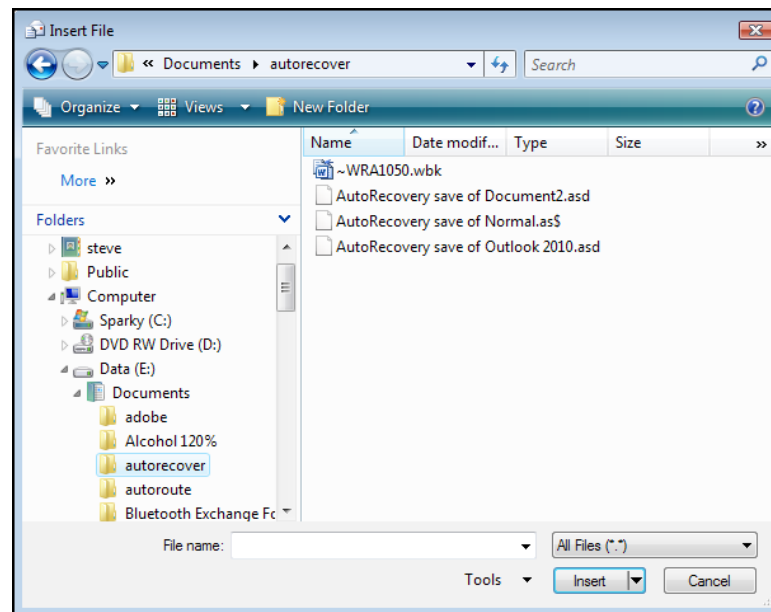 Insert File
« Documents ▸ autorecover
Search
Organize Views New Folder
Favorite Links
More »
Folders
steve
Public
Computer
Sparky (C:)
DVD RW Drive (D:)
Data (E:)
Documents
adobe
Alcohol 120%
autorecover
autoroute
Bluetooth Exchange Fc
Name Date modif... Type Size »
~WRA1050.wbk
AutoRecovery save of Document2.asd
AutoRecovery save of Normal.as$
AutoRecovery save of Outlook 2010.asd
File name: All Files (*.*)
Tools Insert Cancel